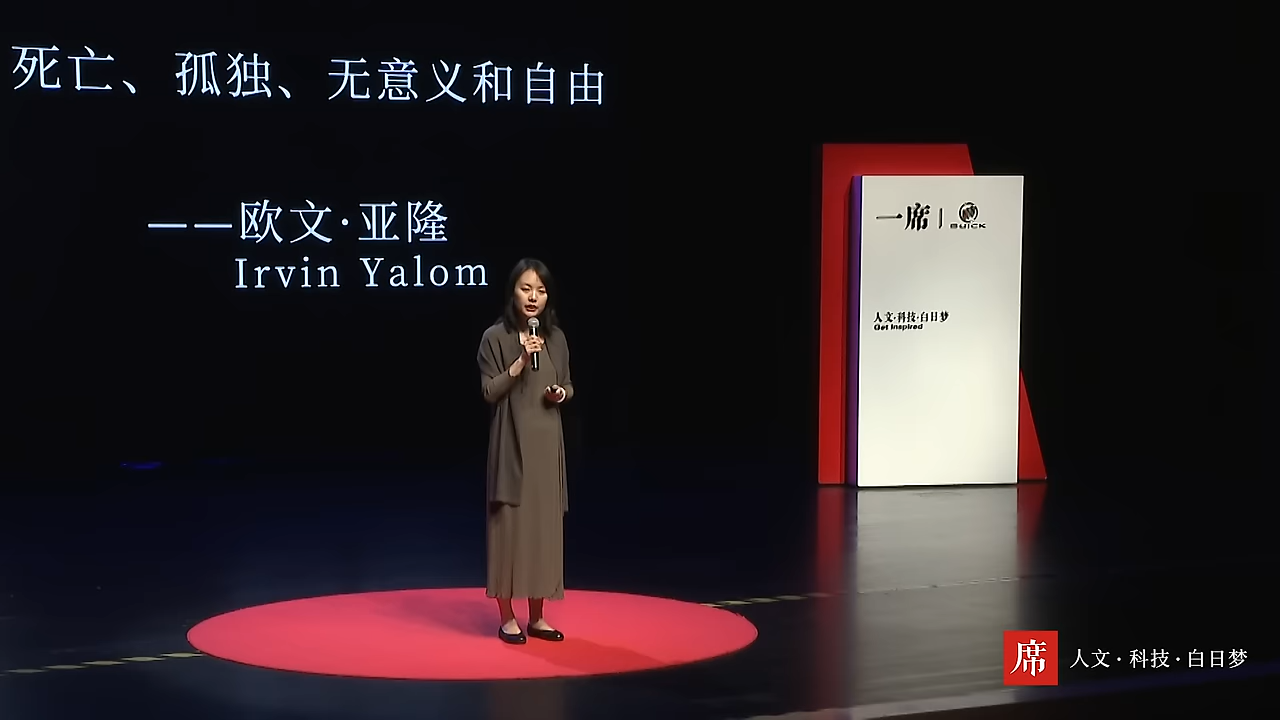 死亡、孤独、无意义和自由
——欧文·亚隆
Irvin Yalom
一席
BUICK
人文·科技·白日梦
Get Inspired
席 人文·科技·白日梦